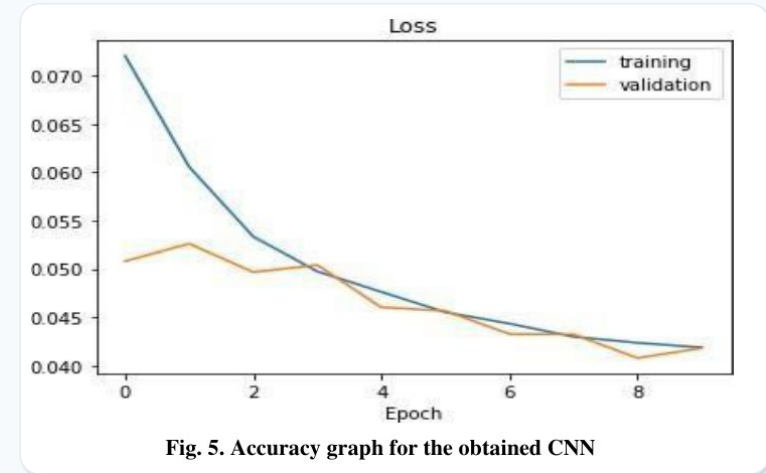 Loss
training
validation
0.070
0.065
0.060
0.055
0.050
0.045
0.040
0 2 4 6 8
Epoch
Fig. 5. Accuracy graph for the obtained CNN